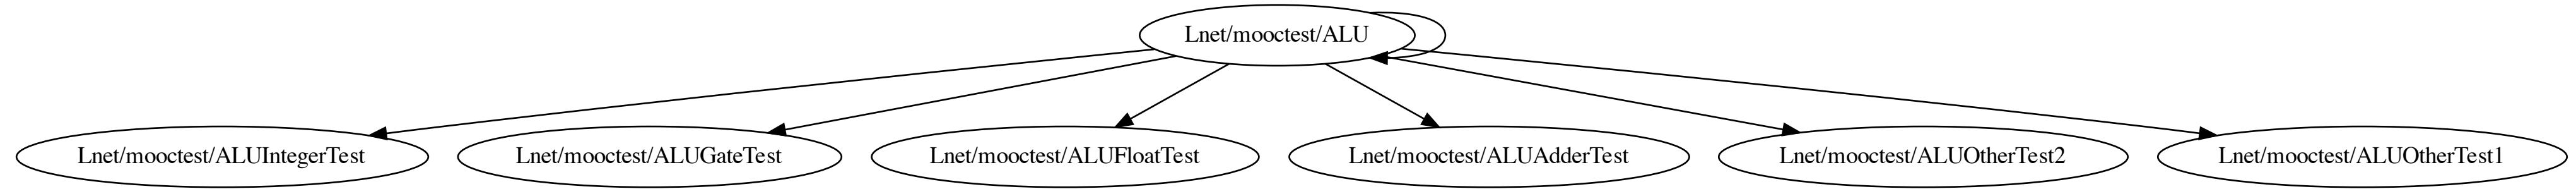 Lnet/mooctest/ALU
Lnet/mooctest/ALUIntegerTest
Lnet/mooctest/ALUGateTest
Lnet/mooctest/ALUFloatTest
Lnet/mooctest/ALUAdderTest
Lnet/mooctest/ALUOtherTest2
Lnet/mooctest/ALUOtherTest1